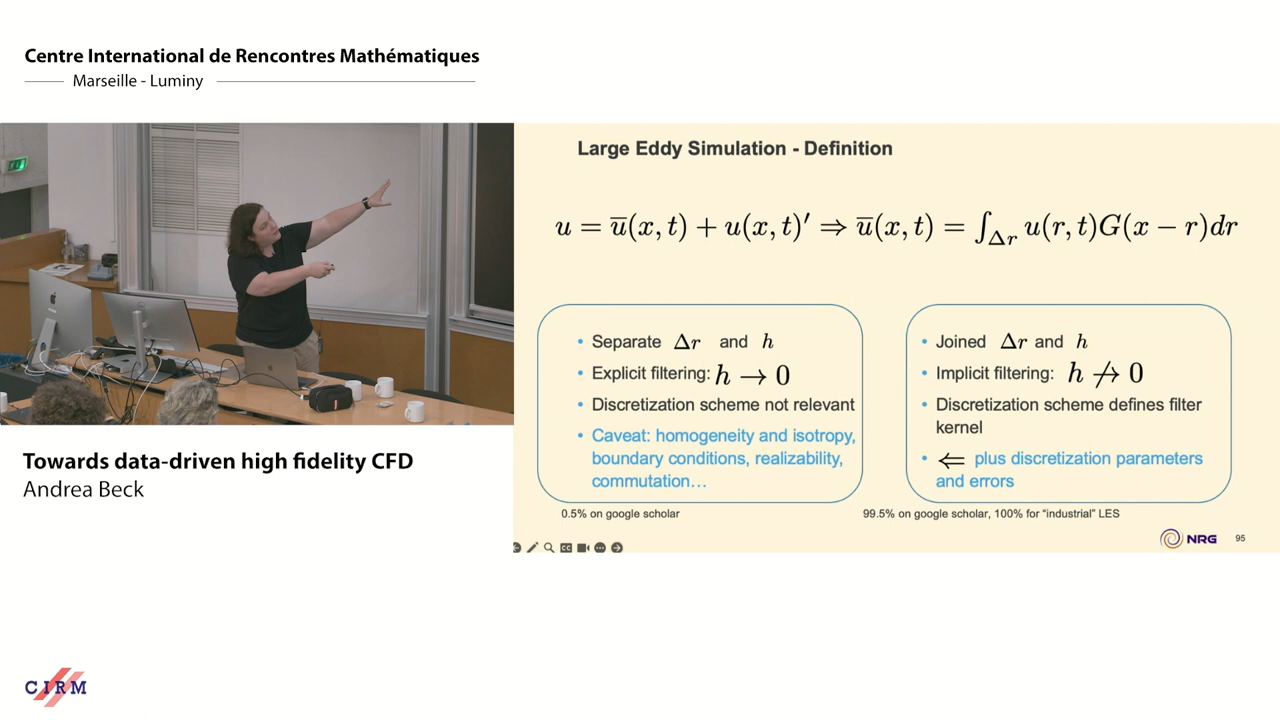 Centre International de Rencontres Mathématiques
Marseille - Luminy
Large Eddy Simulation - Definition
u = u̅(x, t) + u(x, t)′ ⇒ u̅(x, t) = ∫_Δr u(r, t)G(x − r)dr
• Separate Δr and h
• Explicit filtering: h → 0
• Discretization scheme not relevant
• Caveat: homogeneity and isotropy,
boundary conditions, realizability,
commutation…
0.5% on google scholar
• Joined Δr and h
• Implicit filtering: h ↛ 0
• Discretization scheme defines filter
kernel
• ⇐ plus discretization parameters
and errors
99.5% on google scholar, 100% for “industrial” LES
NRG
95
Towards data-driven high fidelity CFD
Andrea Beck
CIRM